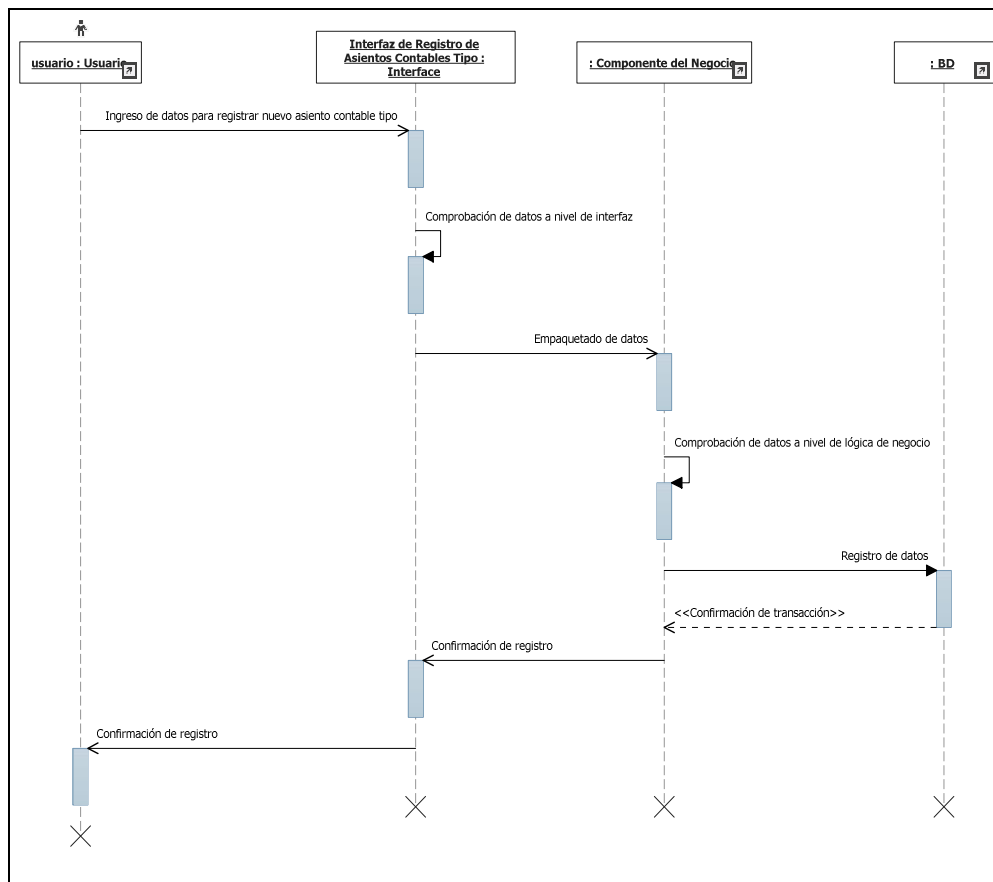 usuario : Usuario
Interfaz de Registro de
Asientos Contables Tipo :
Interface
: Componente del Negocio
: BD
Ingreso de datos para registrar nuevo asiento contable tipo
Comprobación de datos a nivel de interfaz
Empaquetado de datos
Comprobación de datos a nivel de lógica de negocio
Registro de datos
<<Confirmación de transacción>>
Confirmación de registro
Confirmación de registro